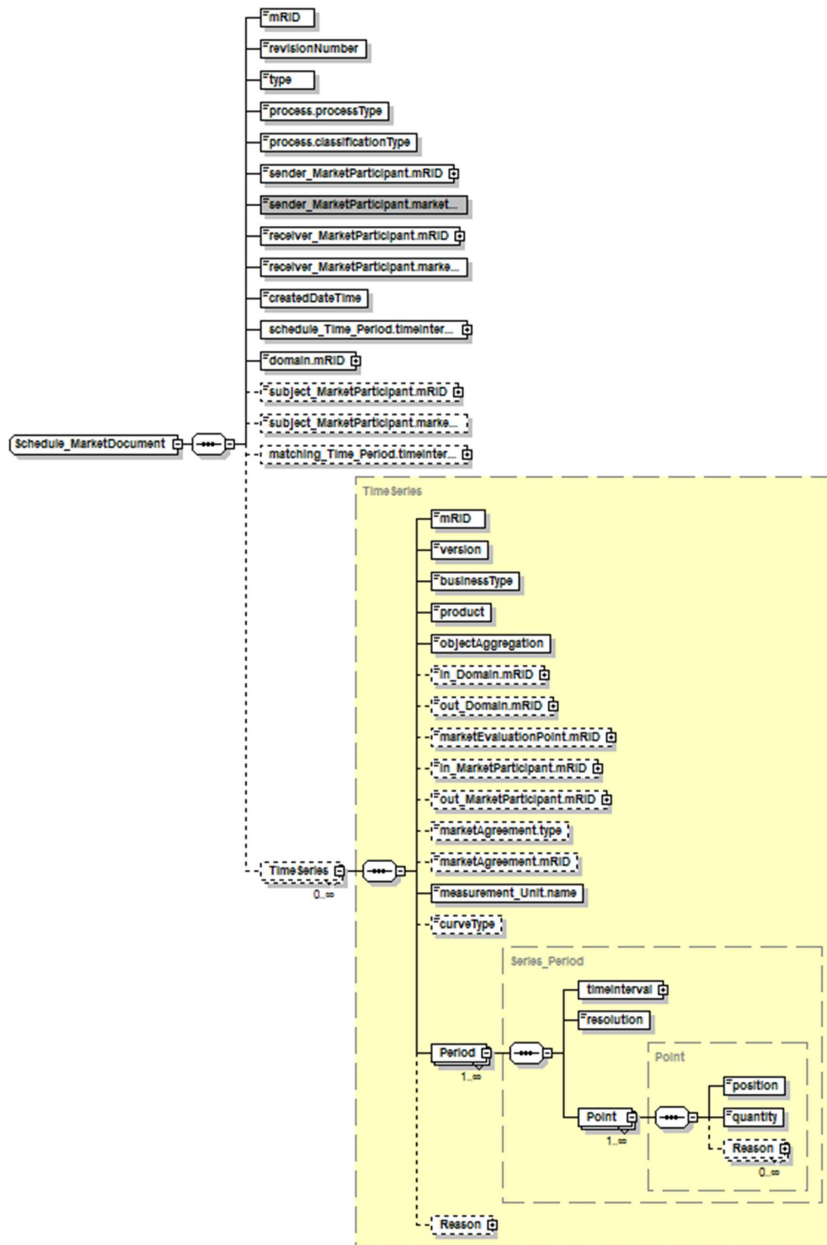 mRID
revisionNumber
type
process.processType
process.classificationType
sender_MarketParticipant.mRID
sender_MarketParticipant.market...
receiver_MarketParticipant.mRID
receiver_MarketParticipant.marke...
createdDateTime
schedule_Time_Period.timeInter...
domain.mRID
subject_MarketParticipant.mRID
subject_MarketParticipant.marke...
Schedule_MarketDocument
matching_Time_Period.timeInter...
TimeSeries
mRID
version
businessType
product
objectAggregation
in_Domain.mRID
out_Domain.mRID
marketEvaluationPoint.mRID
in_MarketParticipant.mRID
out_MarketParticipant.mRID
marketAgreement.type
marketAgreement.mRID
TimeSeries
0..∞
measurement_Unit.name
curveType
Series_Period
timeInterval
resolution
Period
1..∞
Point
position
Point
1..∞
quantity
Reason
0..∞
Reason